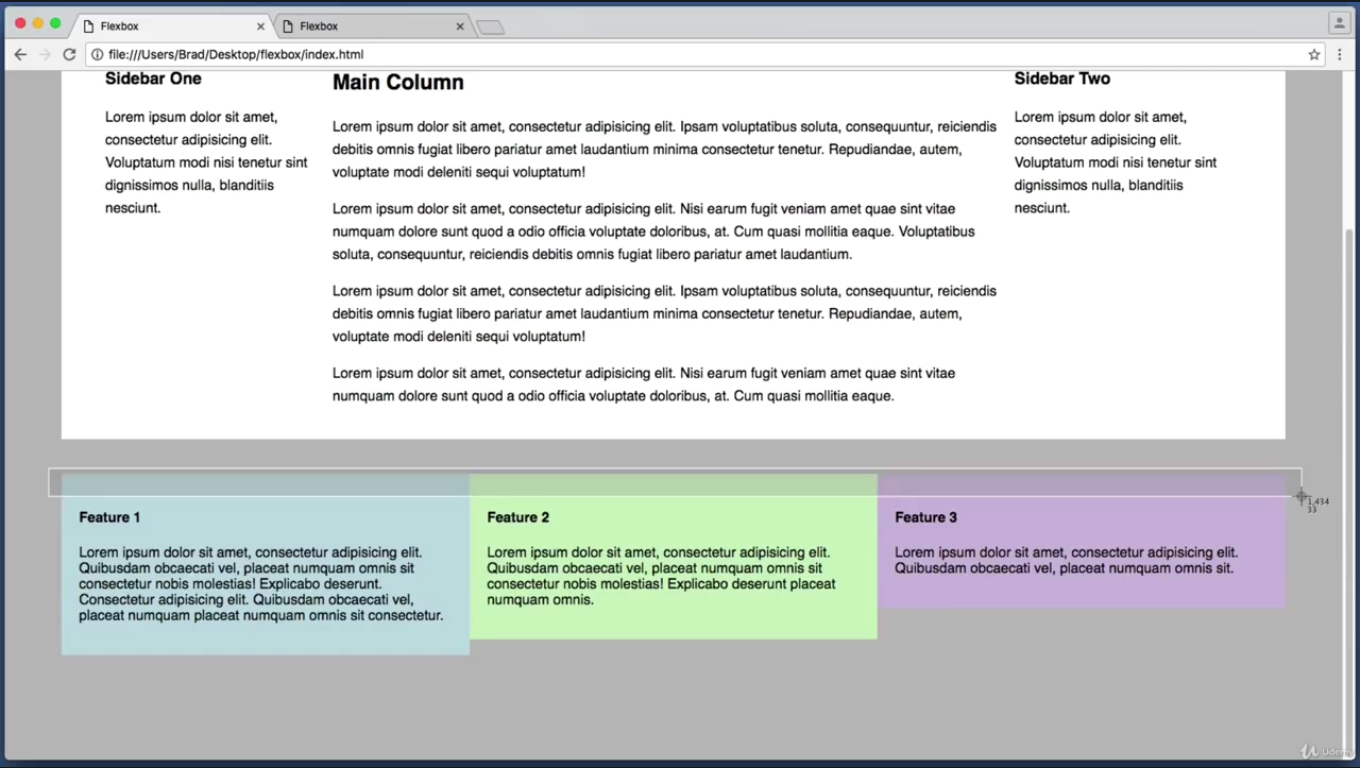 Flexbox
Flexbox
file:///Users/Brad/Desktop/flexbox/index.html
Sidebar One
Lorem ipsum dolor sit amet,
consectetur adipisicing elit.
Voluptatum modi nisi tenetur sint
dignissimos nulla, blanditiis
nesciunt.
Main Column
Lorem ipsum dolor sit amet, consectetur adipisicing elit. Ipsam voluptatibus soluta, consequuntur, reiciendis
debitis omnis fugiat libero pariatur amet laudantium minima consectetur tenetur. Repudiandae, autem,
voluptate modi deleniti sequi voluptatum!
Lorem ipsum dolor sit amet, consectetur adipisicing elit. Nisi earum fugit veniam amet quae sint vitae
numquam dolore sunt quod a odio officia voluptate doloribus, at. Cum quasi mollitia eaque. Voluptatibus
soluta, consequuntur, reiciendis debitis omnis fugiat libero pariatur amet laudantium.
Lorem ipsum dolor sit amet, consectetur adipisicing elit. Ipsam voluptatibus soluta, consequuntur, reiciendis
debitis omnis fugiat libero pariatur amet laudantium minima consectetur tenetur. Repudiandae, autem,
voluptate modi deleniti sequi voluptatum!
Lorem ipsum dolor sit amet, consectetur adipisicing elit. Nisi earum fugit veniam amet quae sint vitae
numquam dolore sunt quod a odio officia voluptate doloribus, at. Cum quasi mollitia eaque.
Sidebar Two
Lorem ipsum dolor sit amet,
consectetur adipisicing elit.
Voluptatum modi nisi tenetur sint
dignissimos nulla, blanditiis
nesciunt.
1,434
33
Feature 1
Lorem ipsum dolor sit amet, consectetur adipisicing elit.
Quibusdam obcaecati vel, placeat numquam omnis sit
consectetur nobis molestias! Explicabo deserunt.
Consectetur adipisicing elit. Quibusdam obcaecati vel,
placeat numquam placeat numquam omnis sit consectetur.
Feature 2
Lorem ipsum dolor sit amet, consectetur adipisicing elit.
Quibusdam obcaecati vel, placeat numquam omnis sit
consectetur nobis molestias! Explicabo deserunt placeat
numquam omnis.
Feature 3
Lorem ipsum dolor sit amet, consectetur adipisicing elit.
Quibusdam obcaecati vel, placeat numquam omnis sit.
Udemy